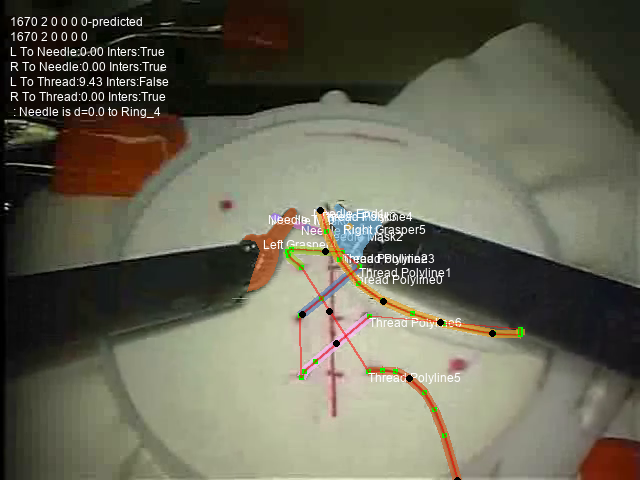 1670 2 0 0 0 0-predicted
1670 2 0 0 0 0
L To Needle:0.00 Inters:True
R To Needle:0.00 Inters:True
L To Thread:9.43 Inters:False
R To Thread:0.00 Inters:True
: Needle is d=0.0 to Ring_4
Right Grasper5
Left Grasper
Thread Polyline1
Thread Polyline6
Thread Polyline5